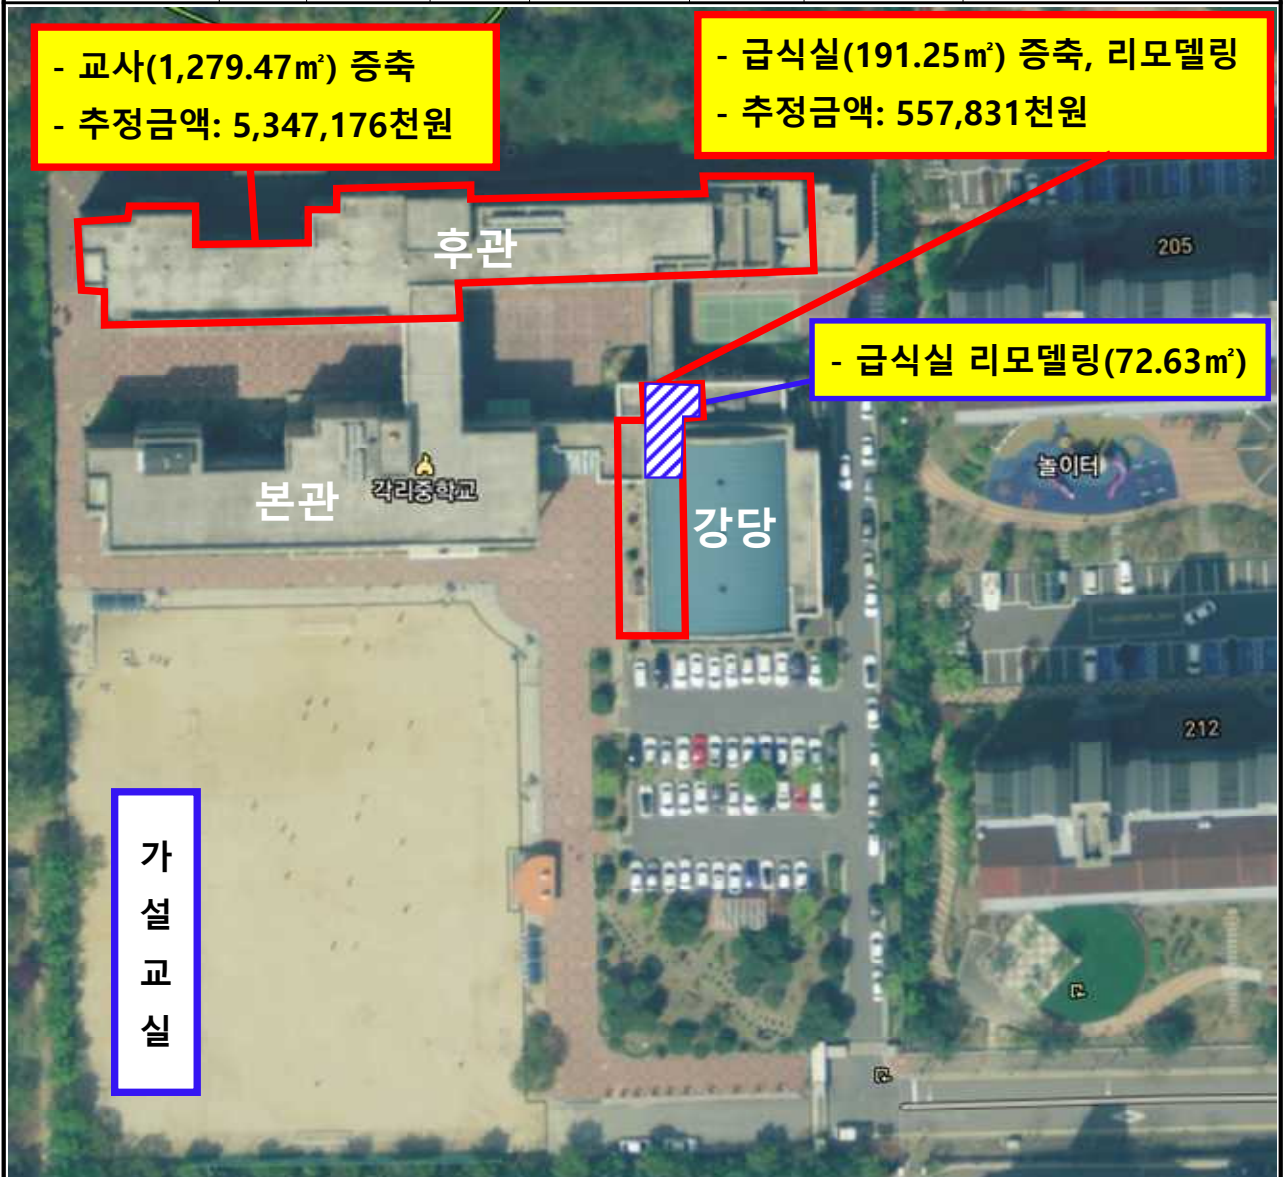 - 교사(1,279.47㎡) 증축
- 추정금액: 5,347,176천원
- 급식실(191.25㎡) 증축, 리모델링
- 추정금액: 557,831천원
후관
205
- 급식실 리모델링(72.63㎡)
놀이터
각리중학교
본관
강당
212
가
설
교
실